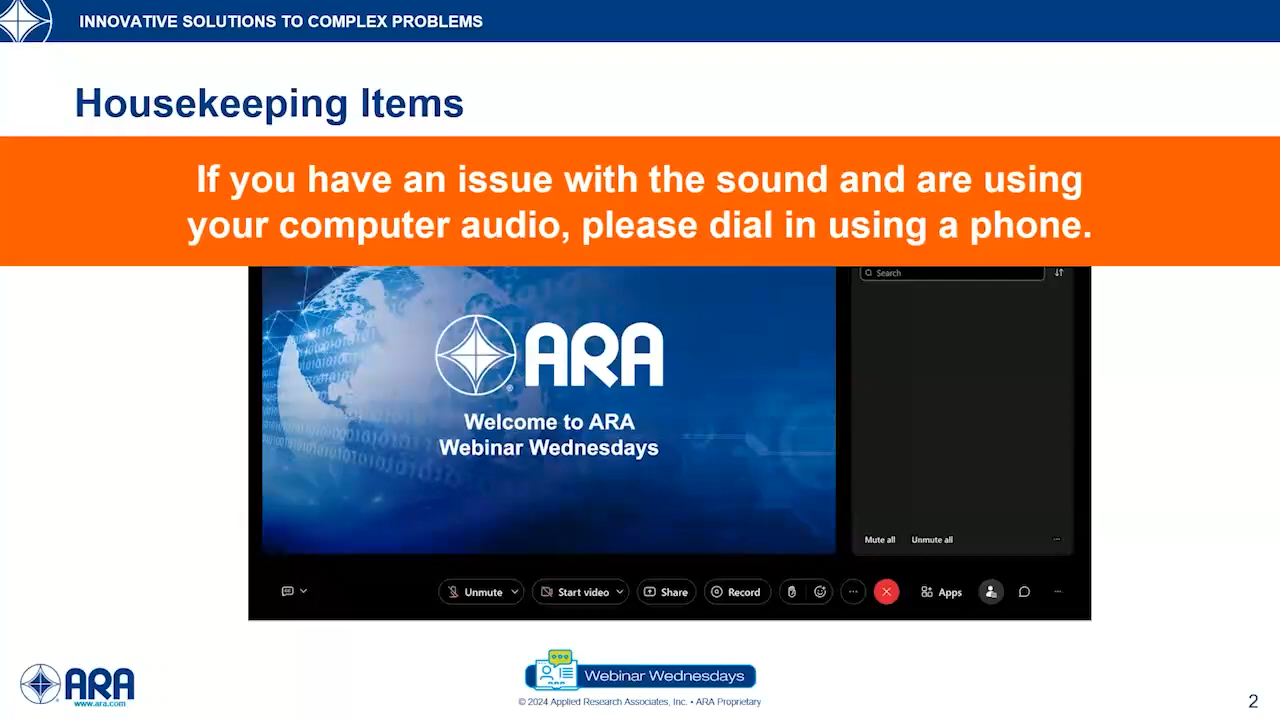 INNOVATIVE SOLUTIONS TO COMPLEX PROBLEMS
Housekeeping Items
If you have an issue with the sound and are using
your computer audio, please dial in using a phone.
Search
ARA
Welcome to ARA
Webinar Wednesdays
Mute all Unmute all
Unmute Start video Share Record Apps
ARA
www.ara.com
Webinar Wednesdays
© 2024 Applied Research Associates, Inc. • ARA Proprietary
2